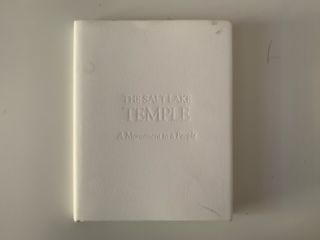 THE SALT LAKE
TEMPLE
A Monument to a People